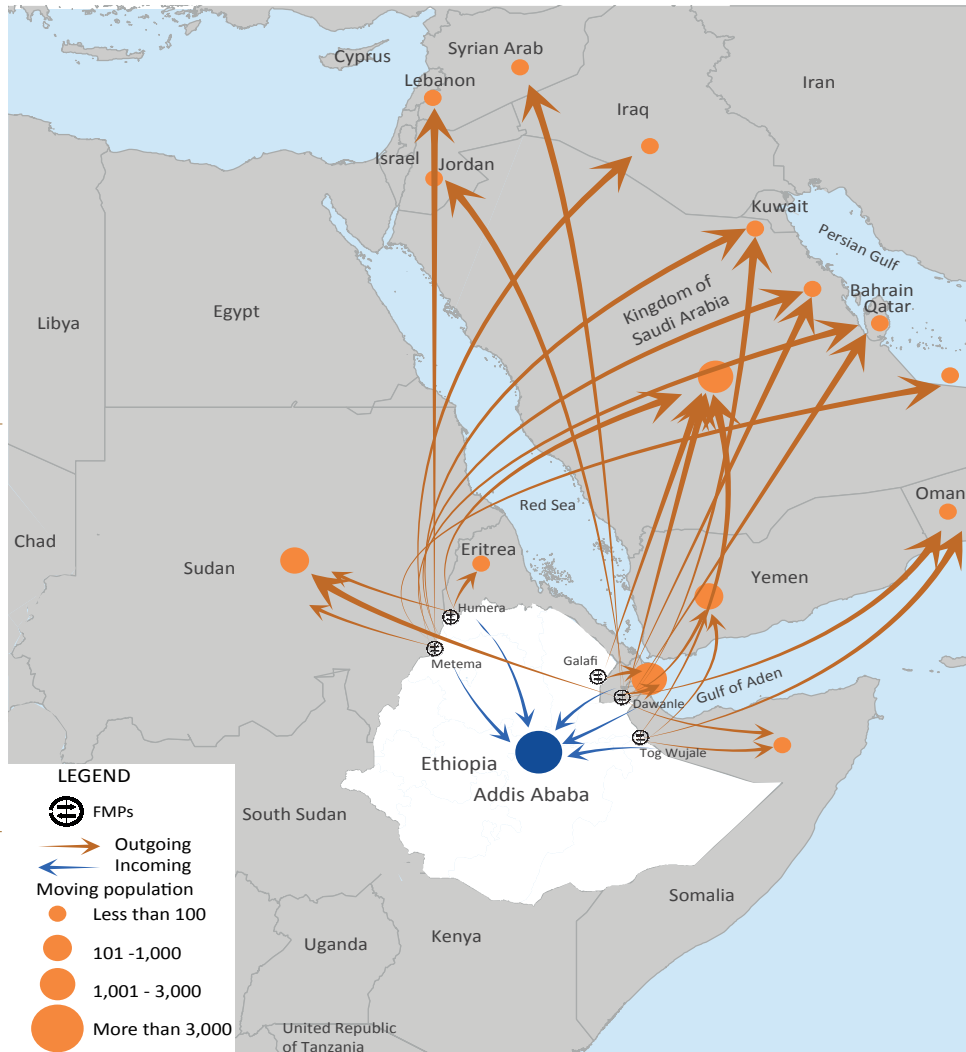 Cyprus
Syrian Arab
Lebanon
Iran
Iraq
Israel
Jordan
Kuwait
Persian Gulf
Kingdom of
Saudi Arabia
Bahrain
Qatar
Libya
Egypt
Red Sea
Oman
Chad
Sudan
Eritrea
Yemen
Humera
Metema
Galafi
Dawanle
Gulf of Aden
Tog Wujale
Ethiopia
Addis Ababa
South Sudan
Somalia
Uganda
Kenya
United Republic
of Tanzania
LEGEND
FMPs
Outgoing
Incoming
Moving population
Less than 100
101 -1,000
1,001 - 3,000
More than 3,000